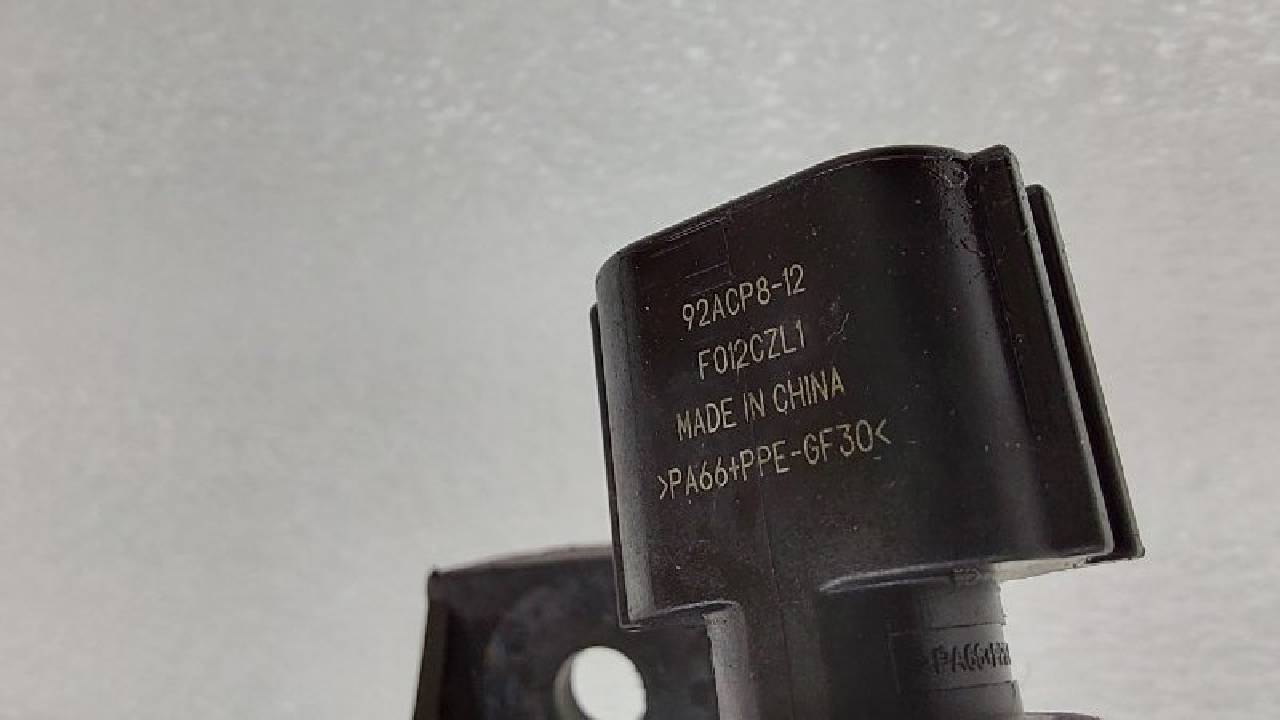 92ACP8-12
F012CZL1
MADE IN CHINA
>PA66+PPE-GF30<